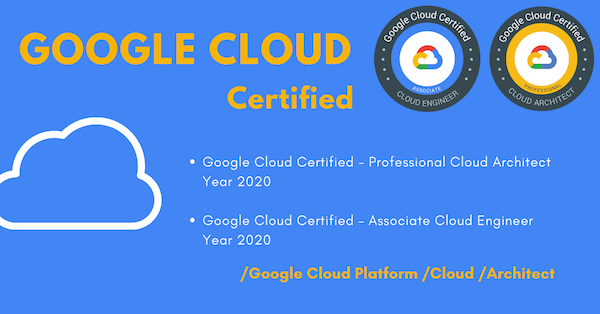 GOOGLE CLOUD
Certified
Google Cloud Certified
ASSOCIATE
CLOUD ENGINEER
Google Cloud Certified
PROFESSIONAL
CLOUD ARCHITECT
• Google Cloud Certified - Professional Cloud Architect
Year 2020
• Google Cloud Certified - Associate Cloud Engineer
Year 2020
/Google Cloud Platform /Cloud /Architect